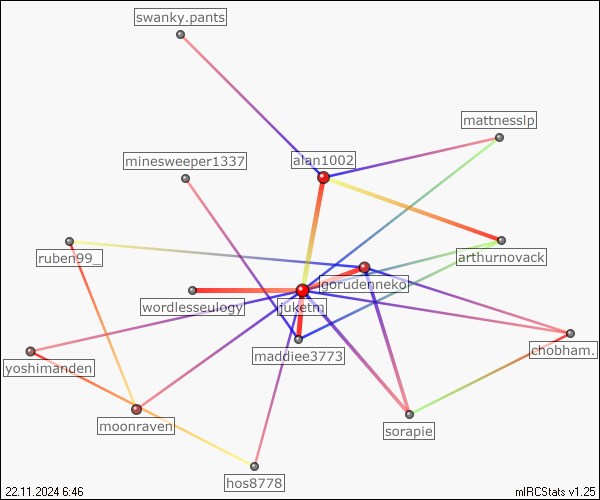 swanky.pants
mattnesslp
alan1002
minesweeper1337
ruben99_
arthurnovack
gorudenneko
wordlesseulogy
juketm
maddiee3773
chobham.
yoshimanden
moonraven
sorapie
hos8778
22.11.2024 6:46
mIRCStats v1.25